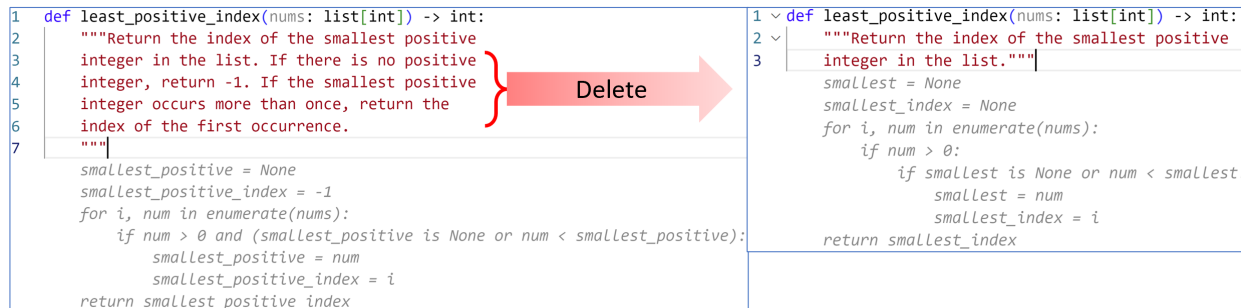 1 def least_positive_index(nums: list[int]) -> int:
2 """Return the index of the smallest positive
3 integer in the list. If there is no positive
4 integer, return -1. If the smallest positive
5 integer occurs more than once, return the
6 index of the first occurrence.
7 """
smallest_positive = None
smallest_positive_index = -1
for i, num in enumerate(nums):
if num > 0 and (smallest_positive is None or num < smallest_positive):
smallest_positive = num
smallest_positive_index = i
return smallest_positive_index
Delete
1 def least_positive_index(nums: list[int]) -> int:
2 """Return the index of the smallest positive
3 integer in the list."""
smallest = None
smallest_index = None
for i, num in enumerate(nums):
if num > 0:
if smallest is None or num < smallest
smallest = num
smallest_index = i
return smallest_index